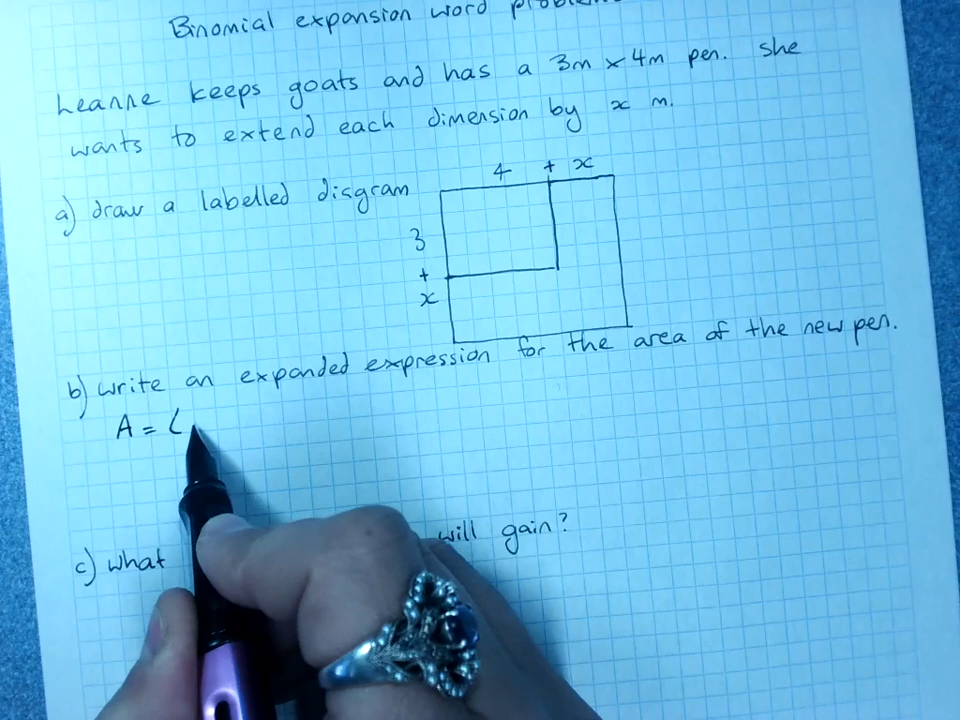 Binomial expansion word
Leanne keeps goats and has a 3m x 4m pen. She
wants to extend each dimension by x m.
a) draw a labelled disgram
4 + x
3
+
x
b) write an expanded expression for the area of the new pen.
A = (
c) what will gain?